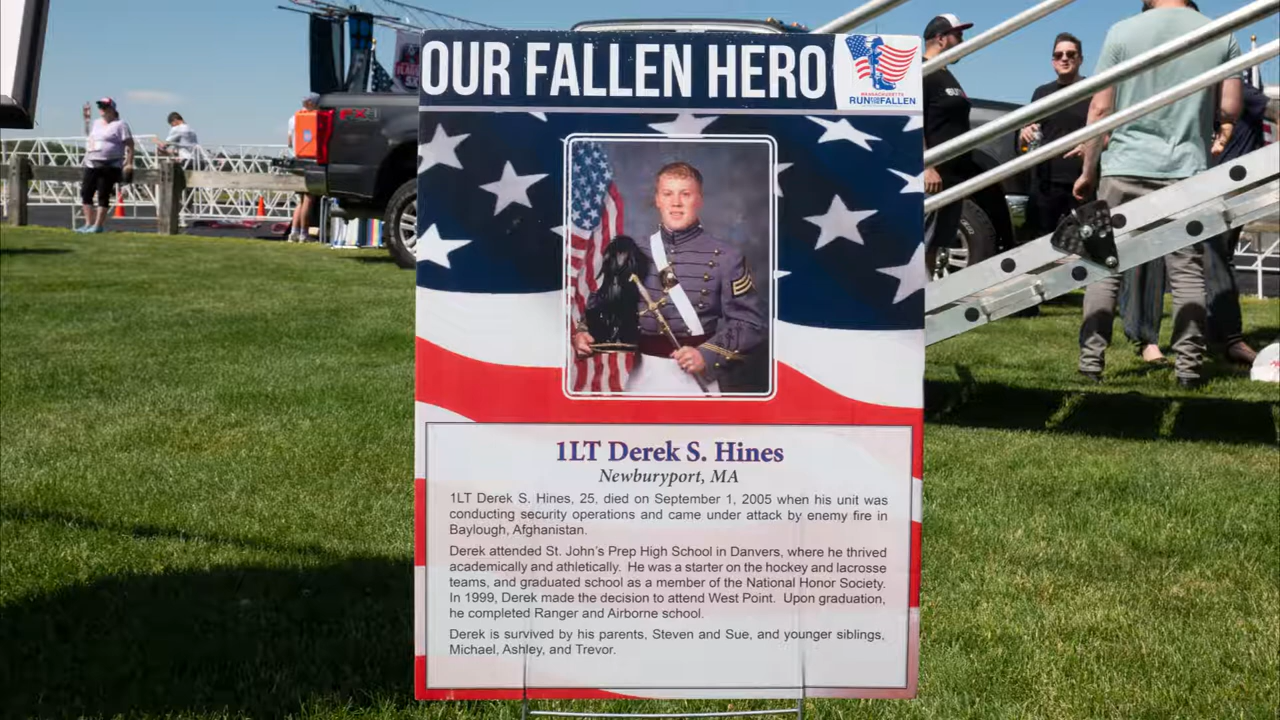 OUR FALLEN HERO
MASSACHUSETTS
RUN FOR THE FALLEN
FX4
1LT Derek S. Hines
Newburyport, MA
1LT Derek S. Hines, 25, died on September 1, 2005 when his unit was
conducting security operations and came under attack by enemy fire in
Baylough, Afghanistan.
Derek attended St. John's Prep High School in Danvers, where he thrived
academically and athletically. He was a starter on the hockey and lacrosse
teams, and graduated school as a member of the National Honor Society.
In 1999, Derek made the decision to attend West Point. Upon graduation,
he completed Ranger and Airborne school.
Derek is survived by his parents, Steven and Sue, and younger siblings,
Michael, Ashley, and Trevor.